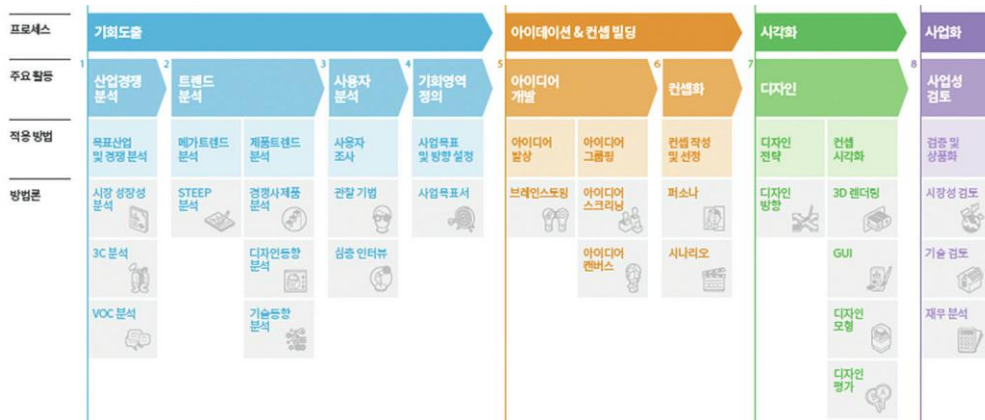 프로세스
기회도출
아이데이션 & 컨셉 빌딩
시각화
사업화
주요 활동
1
산업경쟁
분석
2
트렌드
분석
3
사용자
분석
4
기회영역
정의
5
아이디어
개발
6
컨셉화
7
디자인
8
사업성
검토
적용 방법
목표산업
및 경쟁 분석
메가트렌드
분석
제품트렌드
분석
사용자
조사
사업목표
및 방향 설정
아이디어
발상
아이디어
그룹핑
컨셉 작성
및 선정
디자인
전략
컨셉
시각화
검증 및
상품화
방법론
시장 성장성
분석
STEEP
분석
경쟁사제품
분석
관찰 기법
사업목표서
브레인스토밍
아이디어
스크리닝
퍼소나
디자인
방향
3D 렌더링
시장성 검토
3C 분석
디자인동향
분석
심층 인터뷰
아이디어
캔버스
시나리오
GUI
기술 검토
VOC 분석
기술동향
분석
디자인
모형
재무 분석
디자인
평가